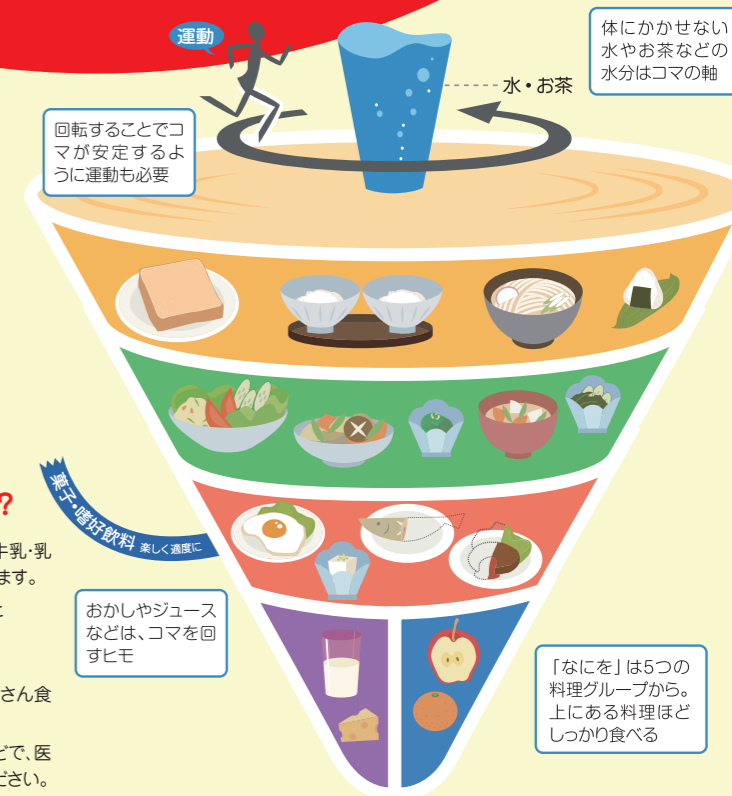 運動
体にかかせない
水やお茶などの
水分はコマの軸
水・お茶
回転することでコ
マが安定するよ
うに運動も必要
菓子・嗜好飲料 楽しく適度に
?
牛乳・乳
ます。
と
おかしやジュース
などは、コマを回
すヒモ
さん食
どで、医
ださい。
「なにを」は5つの
料理グループから。
上にある料理ほど
しっかり食べる